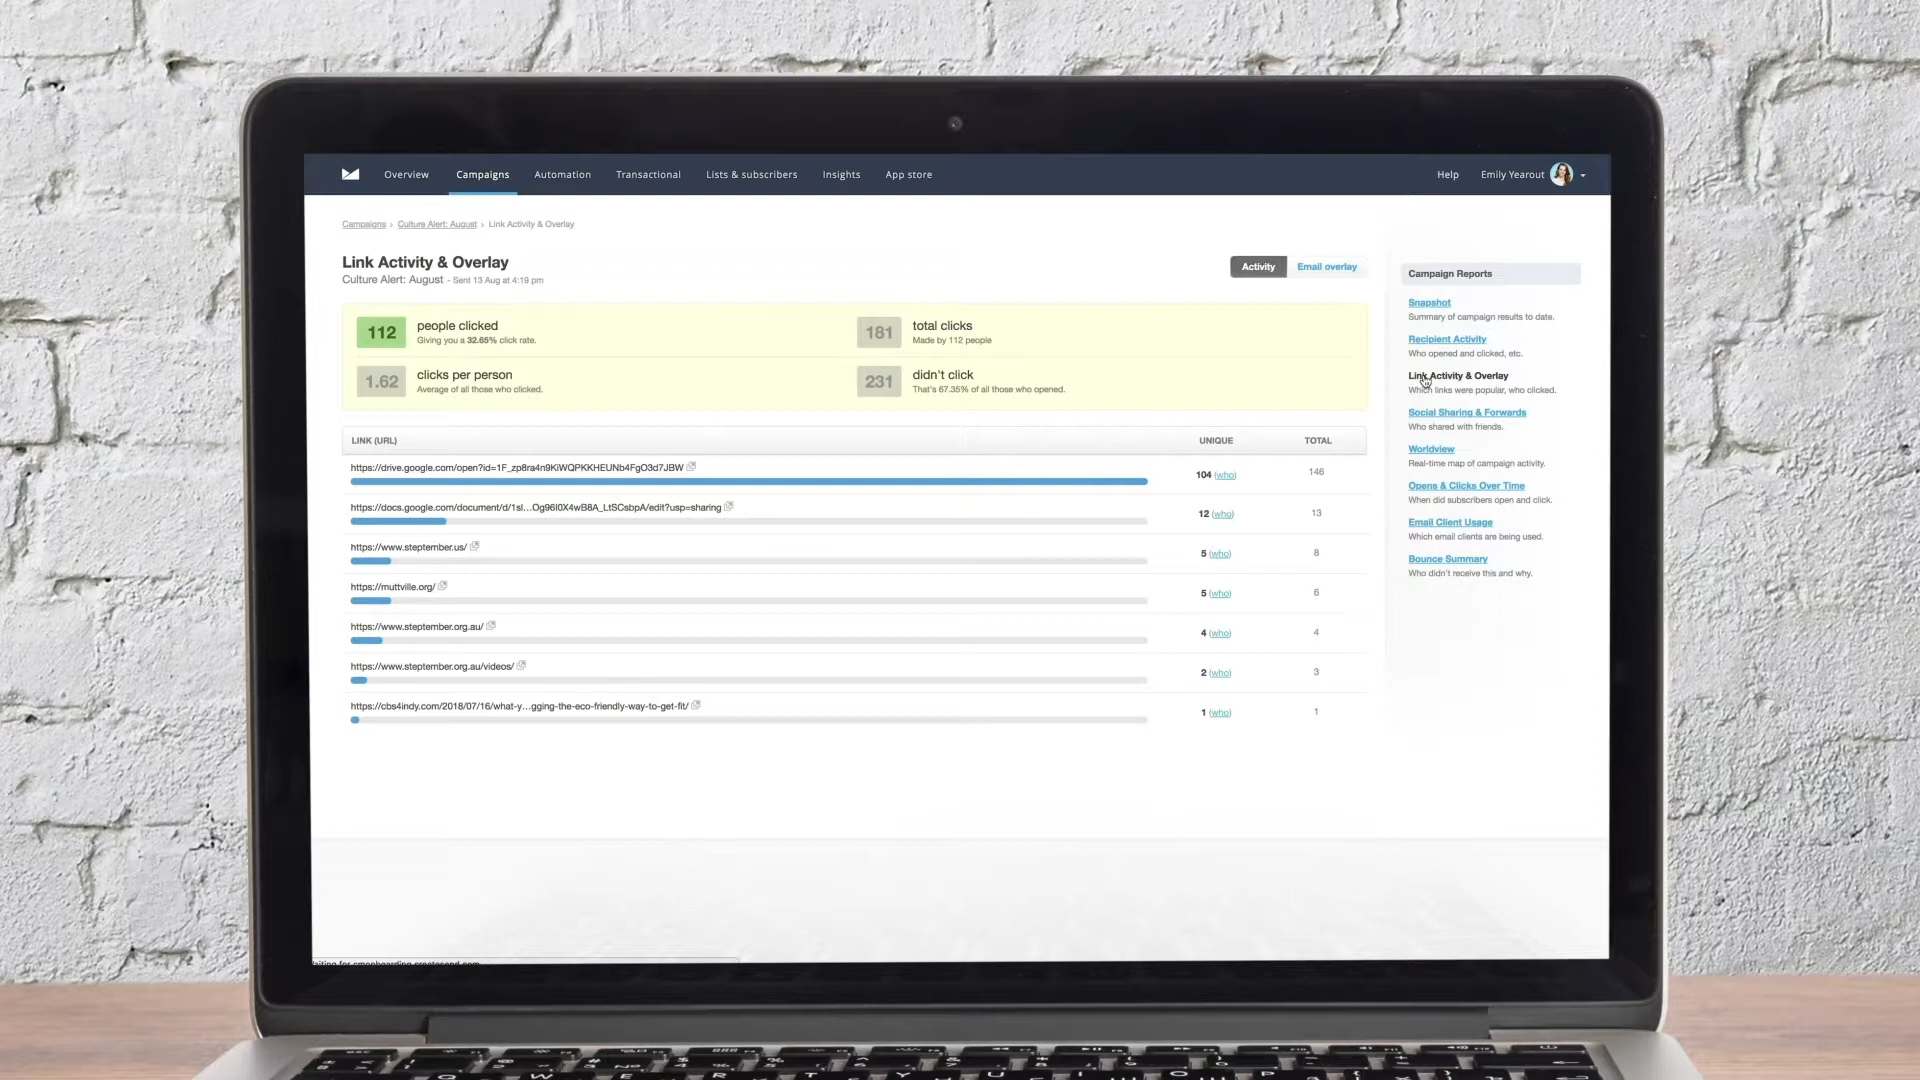 Overview Campaigns Automation Transactional Lists & subscribers Insights App store Help Emily Yearout
Campaigns › Culture Alert: August › Link Activity & Overlay
Link Activity & Overlay
Culture Alert: August - Sent 13 Aug at 4:19 pm
Activity Email overlay
112 people clicked
Giving you a 32.65% click rate.
181 total clicks
Made by 112 people
1.62 clicks per person
Average of all those who clicked.
231 didn't click
That's 67.35% of all those who opened.
LINK (URL) UNIQUE TOTAL
https://drive.google.com/open?id=1F_zp8ra4n9KiWQPKKHEUNb4FgO3d7JBW 104 (who) 146
https://docs.google.com/document/d/1sl...Og96I0X4wB8A_LtSCsbpA/edit?usp=sharing 12 (who) 13
https://www.steptember.us/ 5 (who) 8
https://muttville.org/ 5 (who) 6
https://www.steptember.org.au/ 4 (who) 4
https://www.steptember.org.au/videos/ 2 (who) 3
https://cbs4indy.com/2018/07/16/what-y...gging-the-eco-friendly-way-to-get-fit/ 1 (who) 1
Campaign Reports
Snapshot
Summary of campaign results to date.
Recipient Activity
Who opened and clicked, etc.
Link Activity & Overlay
Which links were popular, who clicked.
Social Sharing & Forwards
Who shared with friends.
Worldview
Real-time map of campaign activity.
Opens & Clicks Over Time
When did subscribers open and click.
Email Client Usage
Which email clients are being used.
Bounce Summary
Who didn't receive this and why.